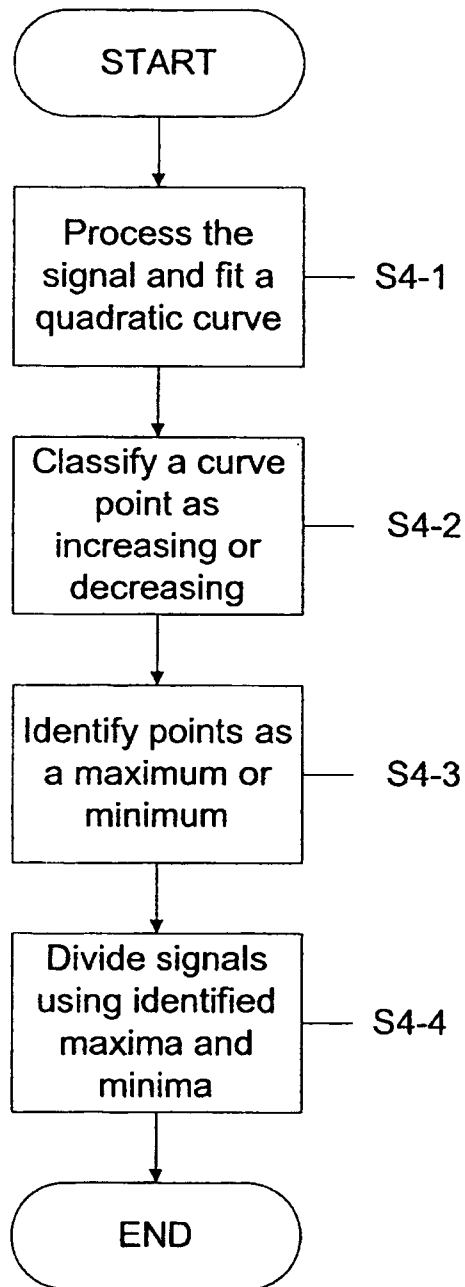 START
Process the
signal and fit a
quadratic curve
S4-1
Classify a curve
point as
increasing or
decreasing
S4-2
Identify points as
a maximum or
minimum
S4-3
Divide signals
using identified
maxima and
minima
S4-4
END